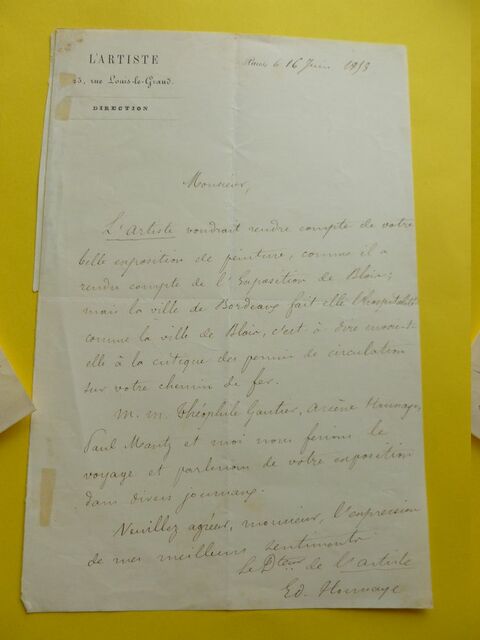 L'ARTISTE
23, rue Louis-le-Grand.
DIRECTION
Paris le 16 Juin 1858
Monsieur,
L'Artiste voudrait rendre compte de votre
belle exposition de peinture, comme il a
rendu compte de l'Exposition de Blois;
mais la ville de Bordeaux fait elle l'hospitalité
comme la ville de Blois, c'est à dire envoie t
elle à la critique des permis de circulation
sur votre chemin de fer.
M. M. Théophile Gautier, Arsène Houssaye,
Paul Mantz et moi nous ferions le
voyage et parlerions de votre exposition
dans divers journaux.
Veuillez agréer, monsieur, l'expression
de mes meilleurs sentiments
Le Dteur de l'artiste
Ed. Houssaye